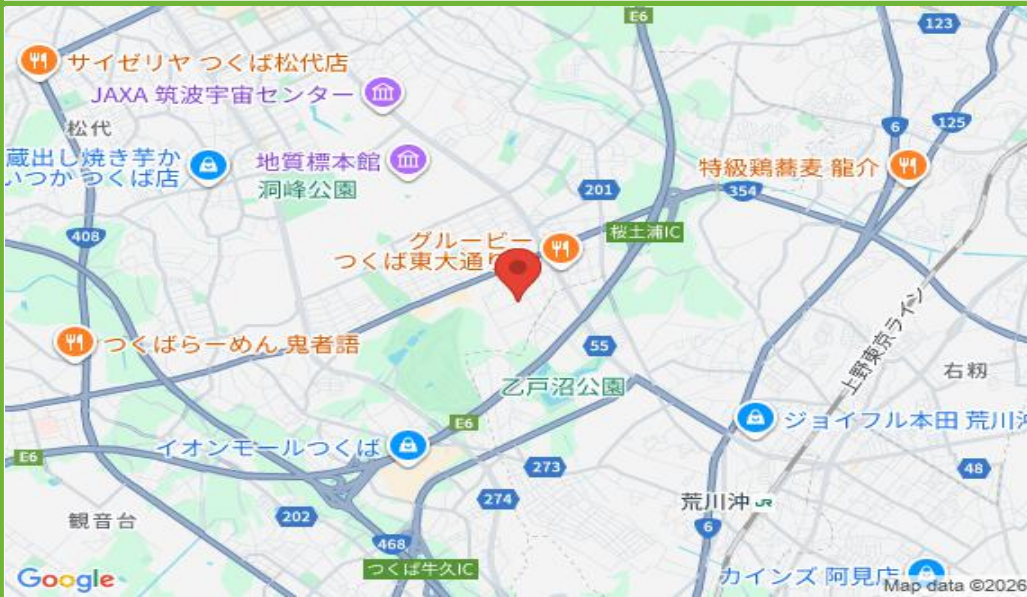 E6
123
サイゼリヤ つくば松代店
JAXA 筑波宇宙センター
松代
6
125
蔵出し焼き芋か
いつか つくば店
地質標本館
洞峰公園
特級鶏蕎麦 龍介
201
354
408
グルービー
つくば東大通り
桜土浦IC
上野東京ライン
つくばらーめん 鬼者語
55
右籾
乙戸沼公園
E6
ジョイフル本田 荒川沖
イオンモールつくば
E6
273
48
274
荒川沖 JR
202
観音台
6
468
つくば牛久IC
カインズ 阿見店
Google
Map data ©2026